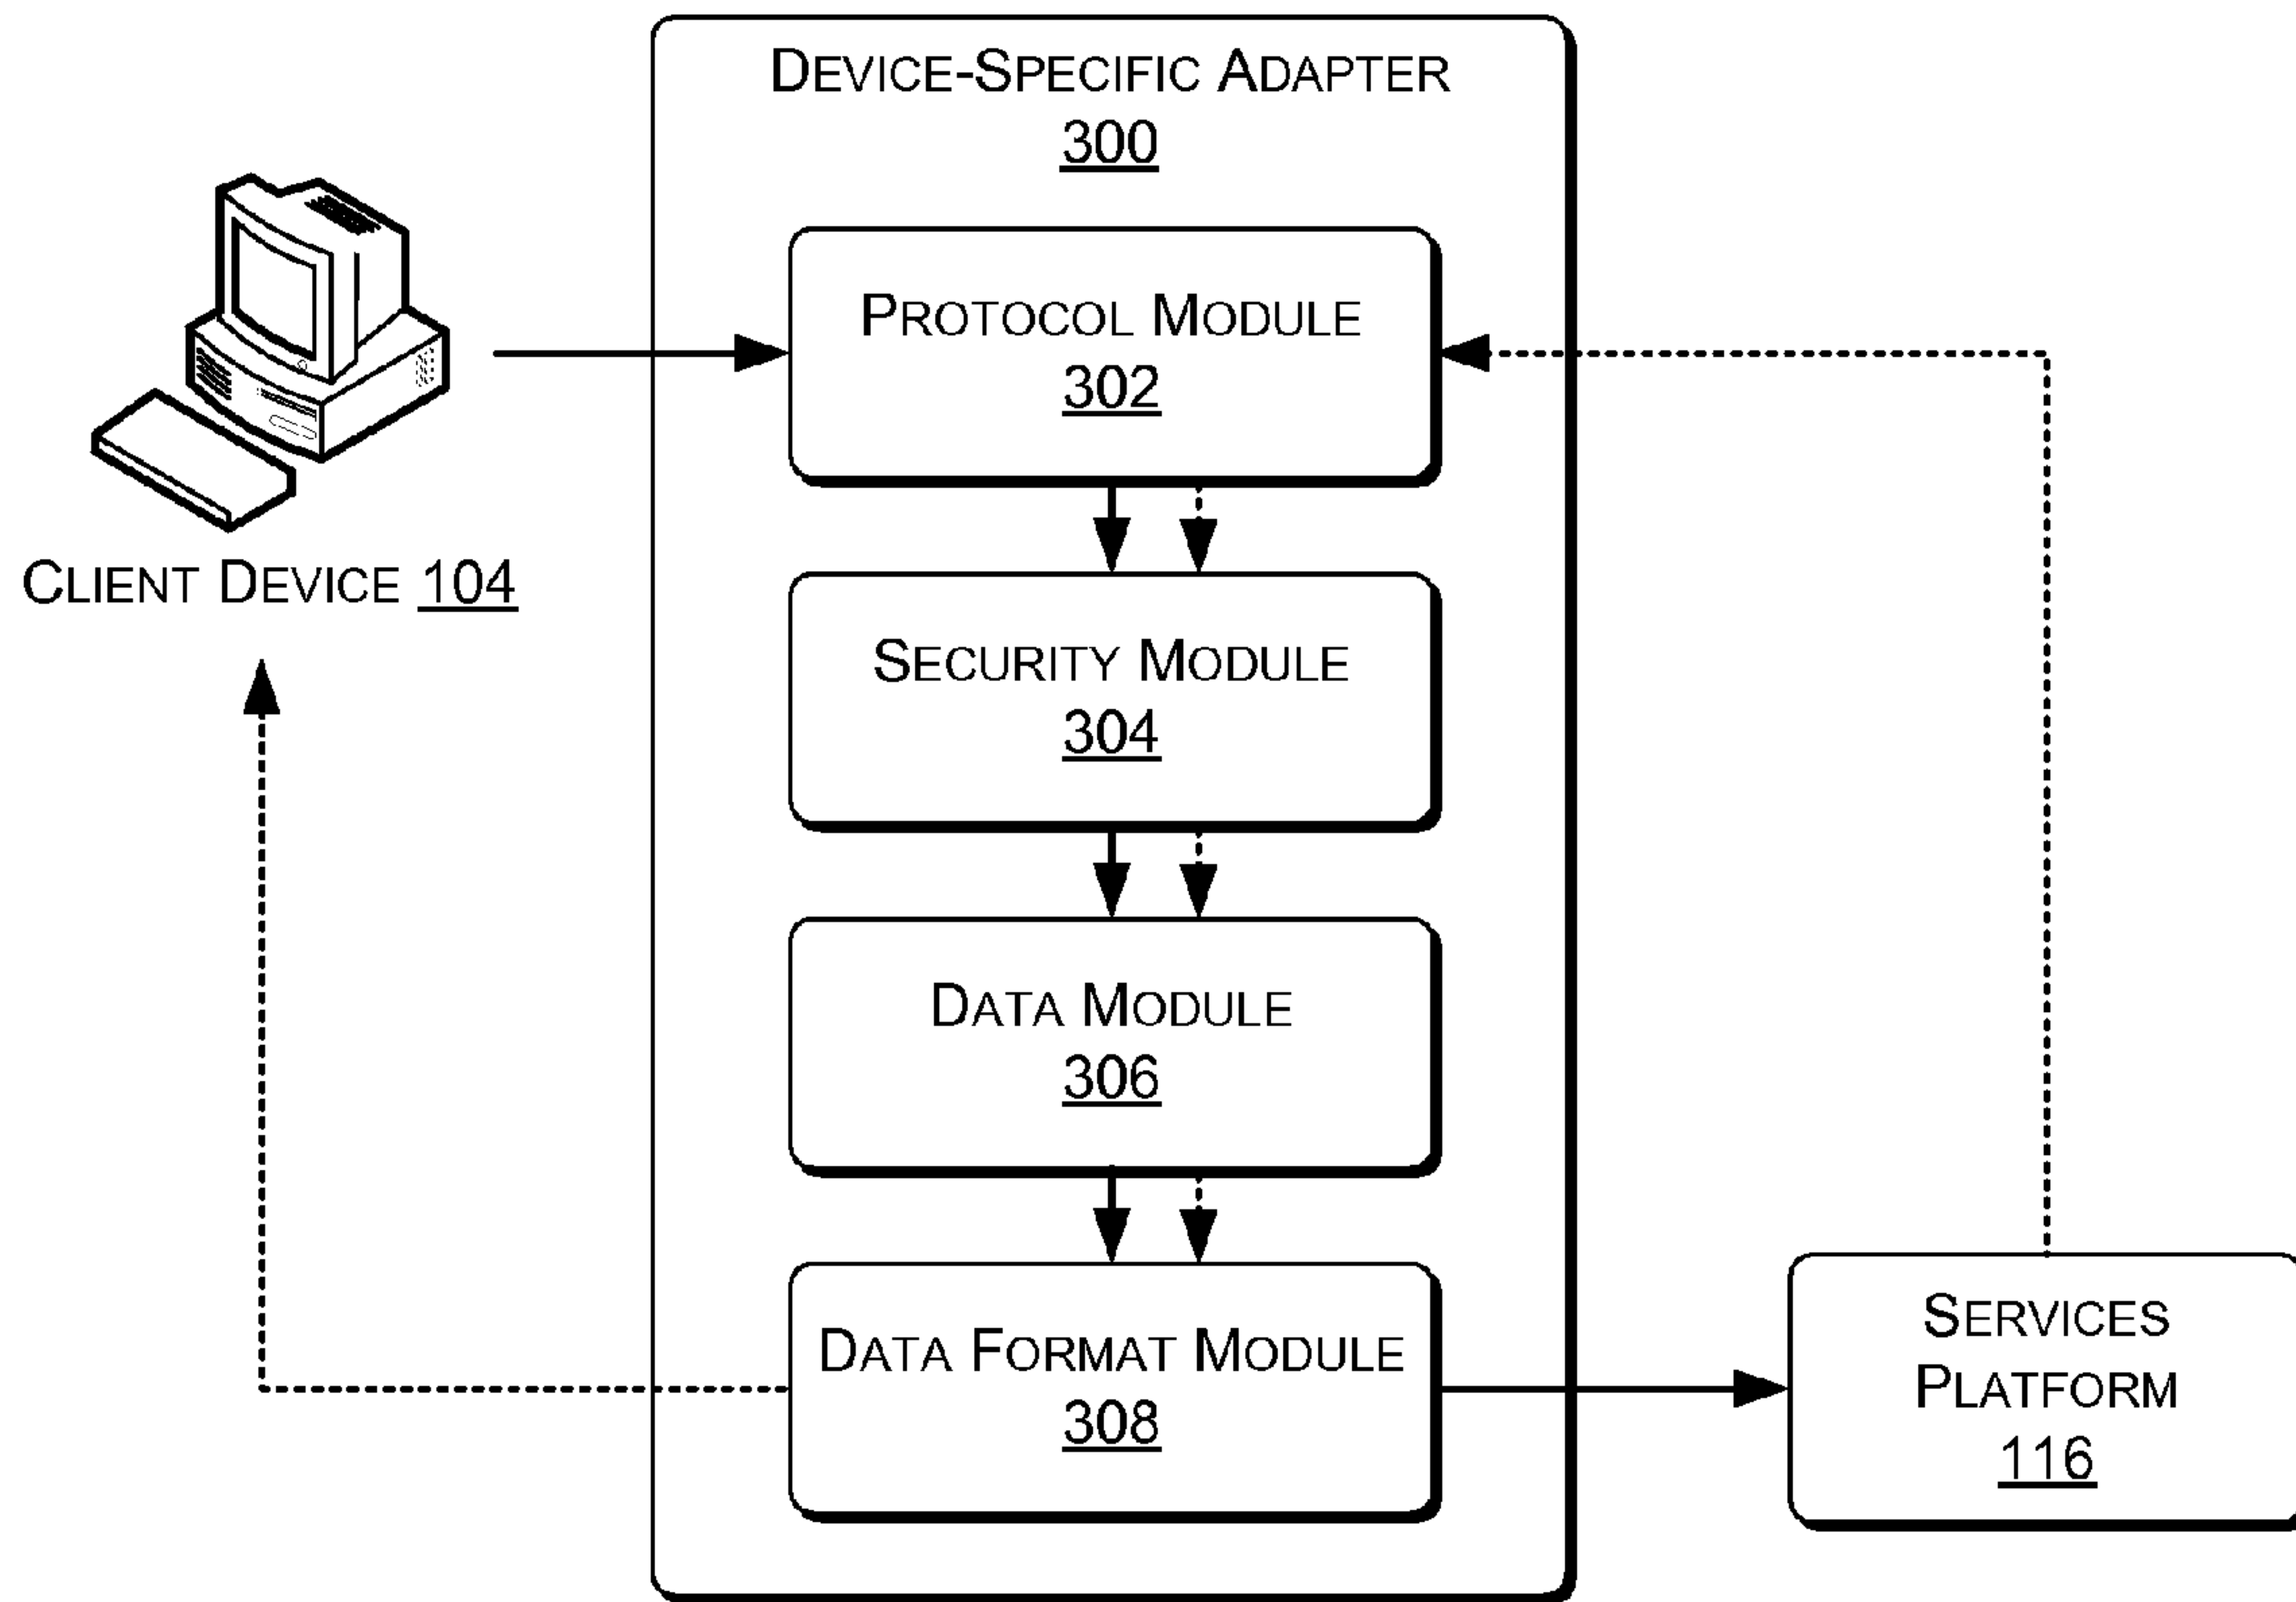 DEVICE-SPECIFIC ADAPTER
300
PROTOCOL MODULE
302
CLIENT DEVICE 104
SECURITY MODULE
304
DATA MODULE
306
DATA FORMAT MODULE
308
SERVICES
PLATFORM
116